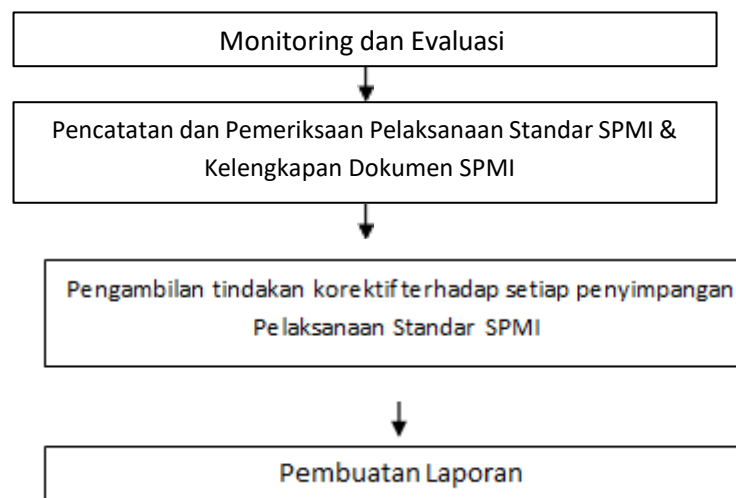 Monitoring dan Evaluasi
Pencatatan dan Pemeriksaan Pelaksanaan Standar SPMI &
Kelengkapan Dokumen SPMI
Pengambilan tindakan korektif terhadap setiap penyimpangan
Pelaksanaan Standar SPMI
Pembuatan Laporan